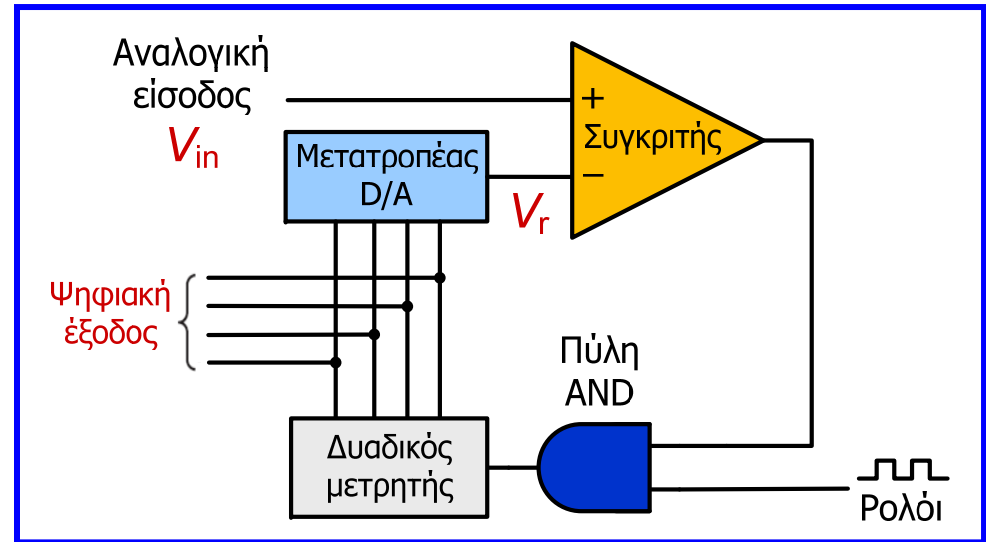 Αναλογική
είσοδος
Vin
+
Συγκριτής
−
Μετατροπέας
D/A
Vr
Ψηφιακή
έξοδος
Πύλη
AND
Δυαδικός
μετρητής
Ρολόι